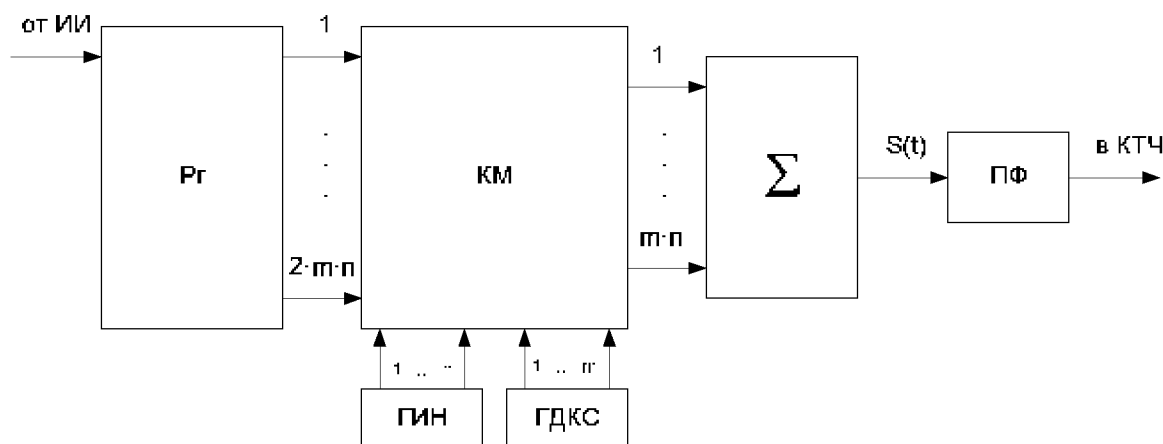 от ИИ
1
1
Рг
КМ
Σ
S(t)
ПФ
в КТЧ
2·m·n
m·n
1 ..
1 ..
ГИН
ГДКС